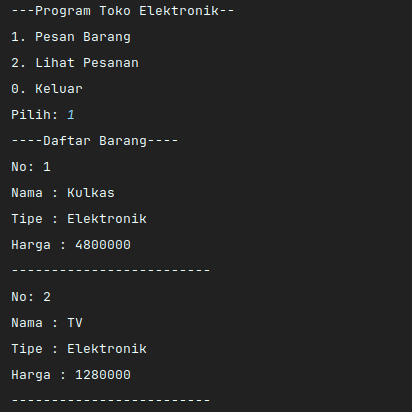 ---Program Toko Elektronik--
1. Pesan Barang
2. Lihat Pesanan
0. Keluar
Pilih: 1
----Daftar Barang----
No: 1
Nama : Kulkas
Tipe : Elektronik
Harga : 4800000
-------------------------
No: 2
Nama : TV
Tipe : Elektronik
Harga : 1280000
-------------------------